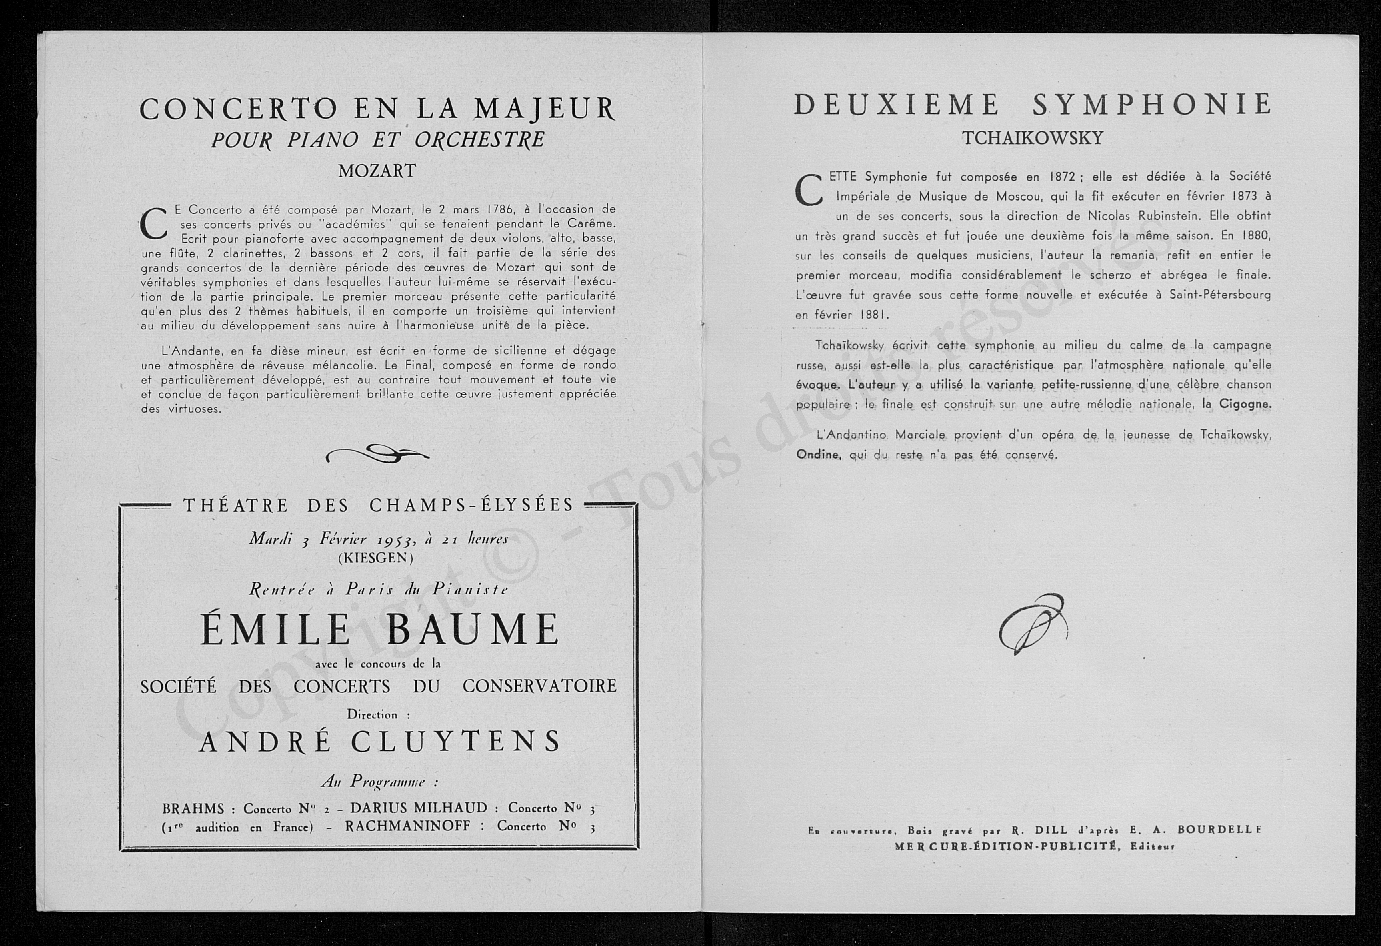 CONCERTO EN LA MAJEUR
POUR PIANO ET ORCHESTRE
MOZART
CE Concerto a été composé par Mozart, le 2 mars 1786, à l'occasion de
ses concerts privés ou "académies" qui se tenaient pendant le Carême.
Ecrit pour pianoforte avec accompagnement de deux violons, alto, basse,
une flûte, 2 clarinettes, 2 bassons et 2 cors, il fait partie de la série des
grands concertos de la dernière période des œuvres de Mozart qui sont de
véritables symphonies et dans lesquelles l'auteur lui-même se réservait l'exécu-
tion de la partie principale. Le premier morceau présente cette particularité
qu'en plus des 2 thèmes habituels, il en comporte un troisième qui intervient
au milieu du développement sans nuire à l'harmonieuse unité de la pièce.
L'Andante, en fa dièse mineur, est écrit en forme de sicilienne et dégage
une atmosphère de rêveuse mélancolie. Le Final, composé en forme de rondo
et particulièrement développé, est au contraire tout mouvement et toute vie
et conclue de façon particulièrement brillante cette œuvre justement appréciée
des virtuoses.
THÉATRE DES CHAMPS-ÉLYSÉES
Mardi 3 Février 1953, à 21 heures
(KIESGEN)
Rentrée à Paris du Pianiste
ÉMILE BAUME
avec le concours de la
SOCIÉTÉ DES CONCERTS DU CONSERVATOIRE
Direction :
ANDRÉ CLUYTENS
Au Programme :
BRAHMS : Concerto Nº 2 - DARIUS MILHAUD : Concerto Nº 3
(1re audition en France) - RACHMANINOFF : Concerto Nº 3
DEUXIEME SYMPHONIE
TCHAIKOWSKY
CETTE Symphonie fut composée en 1872 ; elle est dédiée à la Société
Impériale de Musique de Moscou, qui la fit exécuter en février 1873 à
un de ses concerts, sous la direction de Nicolas Rubinstein. Elle obtint
un très grand succès et fut jouée une deuxième fois la même saison. En 1880,
sur les conseils de quelques musiciens, l'auteur la remania, refit en entier le
premier morceau, modifia considérablement le scherzo et abrégea le finale.
L'œuvre fut gravée sous cette forme nouvelle et exécutée à Saint-Pétersbourg
en février 1881.
Tchaïkowsky écrivit cette symphonie au milieu du calme de la campagne
russe, aussi est-elle la plus caractéristique par l'atmosphère nationale qu'elle
évoque. L'auteur y a utilisé la variante petite-russienne d'une célèbre chanson
populaire ; le finale est construit sur une autre mélodie nationale, la Cigogne.
L'Andantino Marciale provient d'un opéra de la jeunesse de Tchaïkowsky,
Ondine, qui du reste n'a pas été conservé.
En couverture, Bois gravé par R. DILL d'après E. A. BOURDELLE
MERCURE-ÉDITION-PUBLICITÉ, Editeur
Copyright © - Tous droits réservés